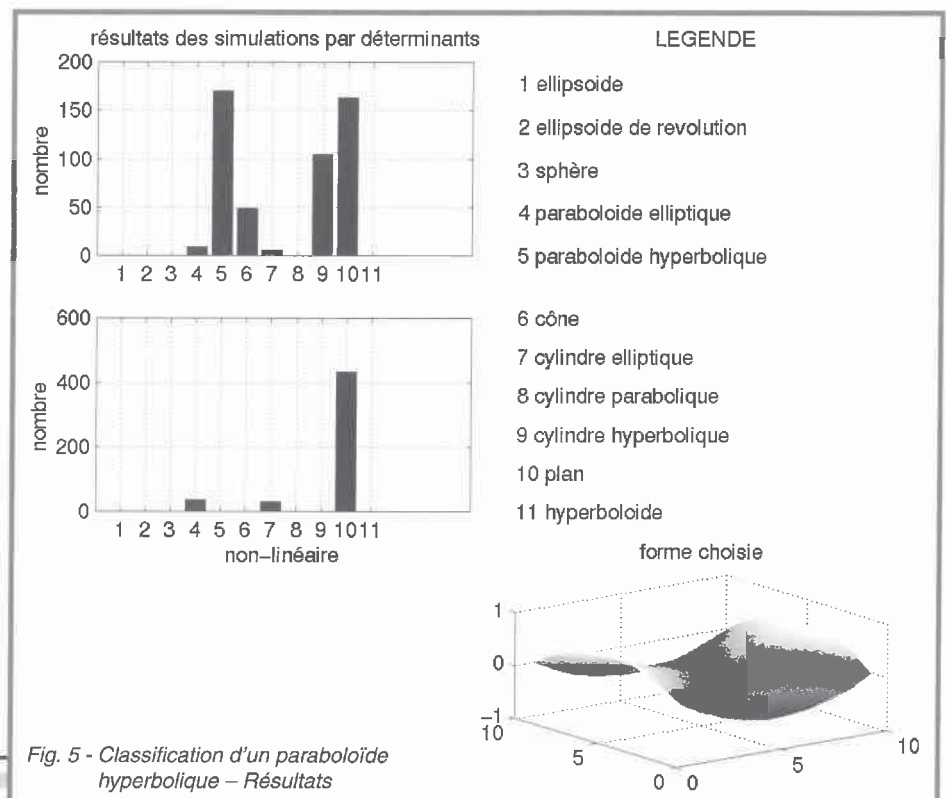 résultats des simulations par déterminants
200
150
100
50
0
nombre
1 2 3 4 5 6 7 8 9 10 11
600
400
200
0
nombre
1 2 3 4 5 6 7 8 9 10 11
non-linéaire
LEGENDE
1 ellipsoide
2 ellipsoide de revolution
3 sphère
4 paraboloide elliptique
5 paraboloide hyperbolique
6 cône
7 cylindre elliptique
8 cylindre parabolique
9 cylindre hyperbolique
10 plan
11 hyperboloide
forme choisie
1
0
-1
10
5
0
0
5
10
Fig. 5 - Classification d'un paraboloïde
hyperbolique – Résultats